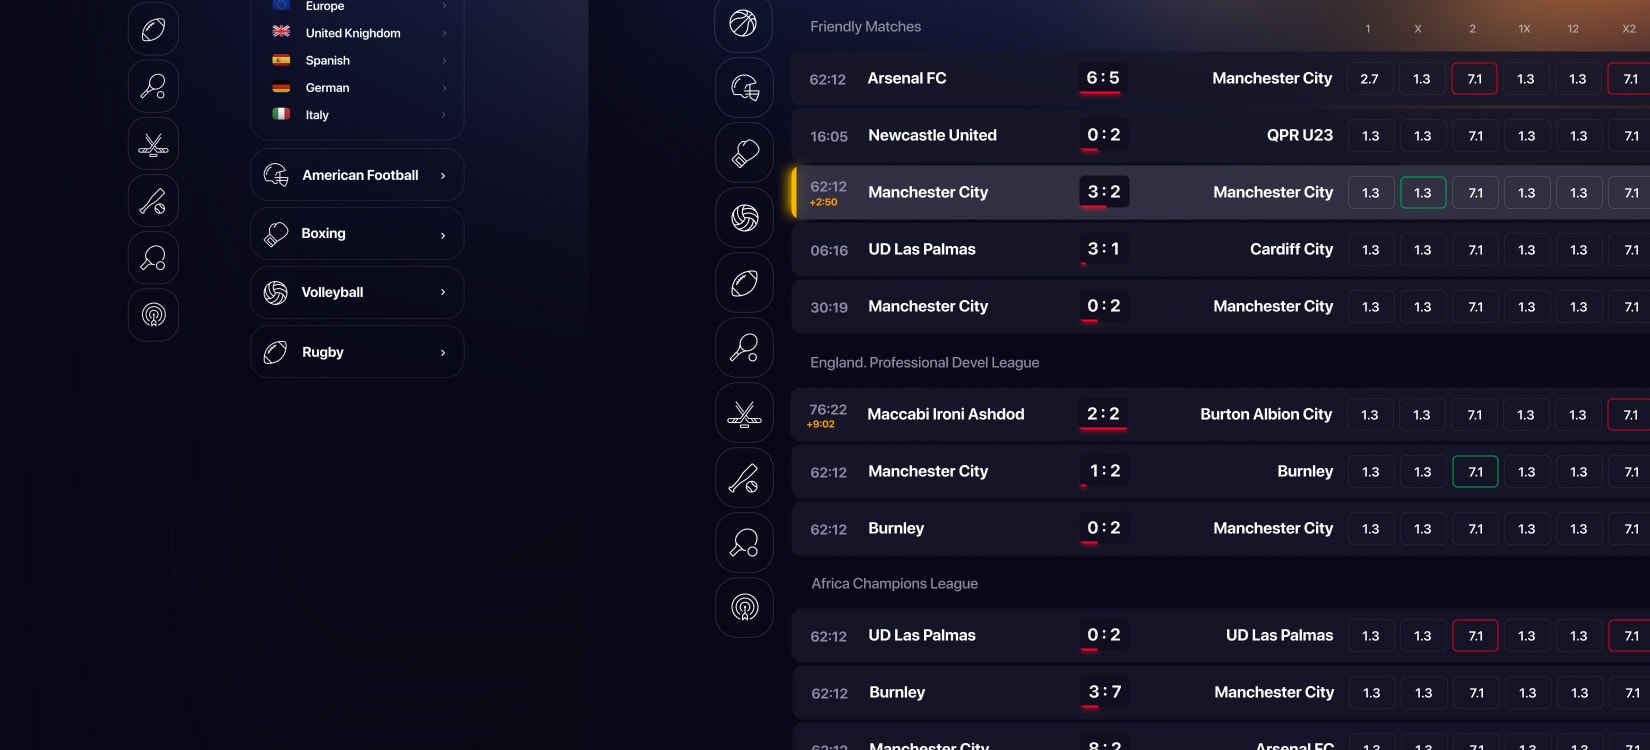 Europe
United Knighdom
Spanish
German
Italy
American Football
Boxing
Volleyball
Rugby
Friendly Matches 1 X 2 1X 12 X2
62:12 Arsenal FC 6 : 5 Manchester City 2.7 1.3 7.1 1.3 1.3 7.1
16:05 Newcastle United 0 : 2 QPR U23 1.3 1.3 7.1 1.3 1.3 7.1
62:12 +2:50 Manchester City 3 : 2 Manchester City 1.3 1.3 7.1 1.3 1.3 7.1
06:16 UD Las Palmas 3 : 1 Cardiff City 1.3 1.3 7.1 1.3 1.3 7.1
30:19 Manchester City 0 : 2 Manchester City 1.3 1.3 7.1 1.3 1.3 7.1
England. Professional Devel League
76:22 +9:02 Maccabi Ironi Ashdod 2 : 2 Burton Albion City 1.3 1.3 7.1 1.3 1.3 7.1
62:12 Manchester City 1 : 2 Burnley 1.3 1.3 7.1 1.3 1.3 7.1
62:12 Burnley 0 : 2 Manchester City 1.3 1.3 7.1 1.3 1.3 7.1
Africa Champions League
62:12 UD Las Palmas 0 : 2 UD Las Palmas 1.3 1.3 7.1 1.3 1.3 7.1
62:12 Burnley 3 : 7 Manchester City 1.3 1.3 7.1 1.3 1.3 7.1
Manchester City 8 : 2 Arsenal FC 1.3 1.3 7.1 1.3 1.3 7.1